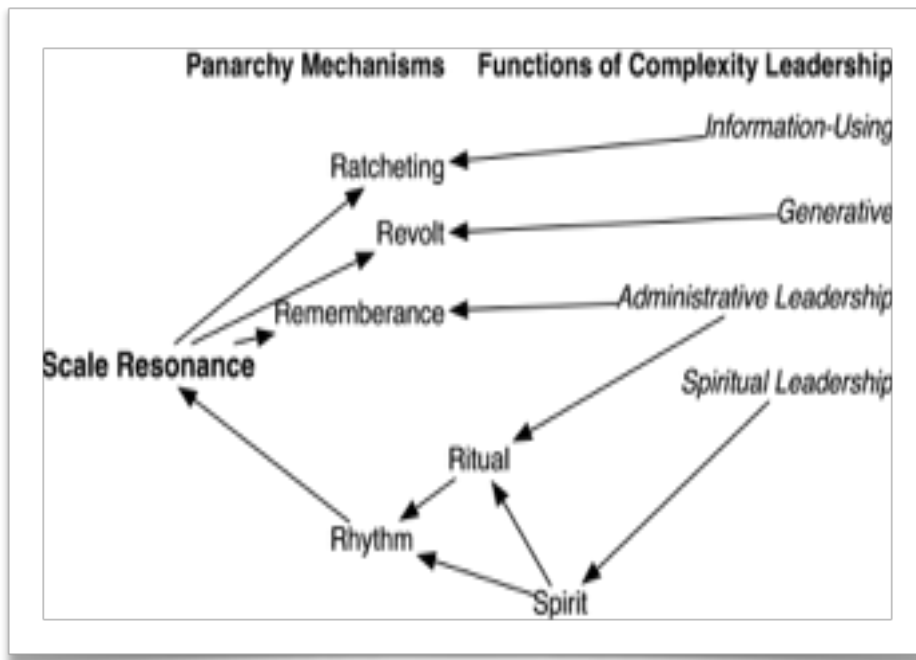 Panarchy Mechanisms Functions of Complexity Leadership
Information-Using
Ratcheting
Generative
Revolt
Administrative Leadership
Rememberance
Scale Resonance
Spiritual Leadership
Ritual
Rhythm
Spirit